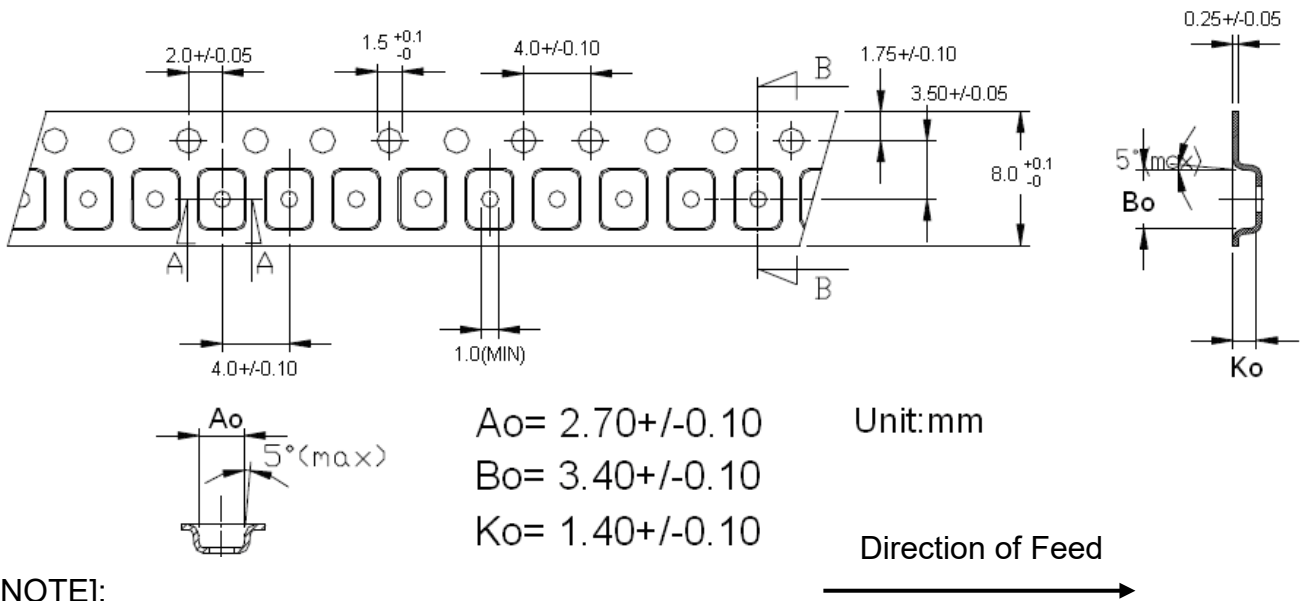 0.25+/-0.05
2.0+/-0.05
1.5 +0.1 -0
4.0+/-0.10
1.75+/-0.10
B
3.50+/-0.05
8.0 +0.1 -0
5°(max)
Bo
A
A
B
1.0(MIN)
4.0+/-0.10
Ko
Ao
5°(max)
Ao= 2.70+/-0.10
Unit:mm
Bo= 3.40+/-0.10
Ko= 1.40+/-0.10
Direction of Feed
NOTE]: